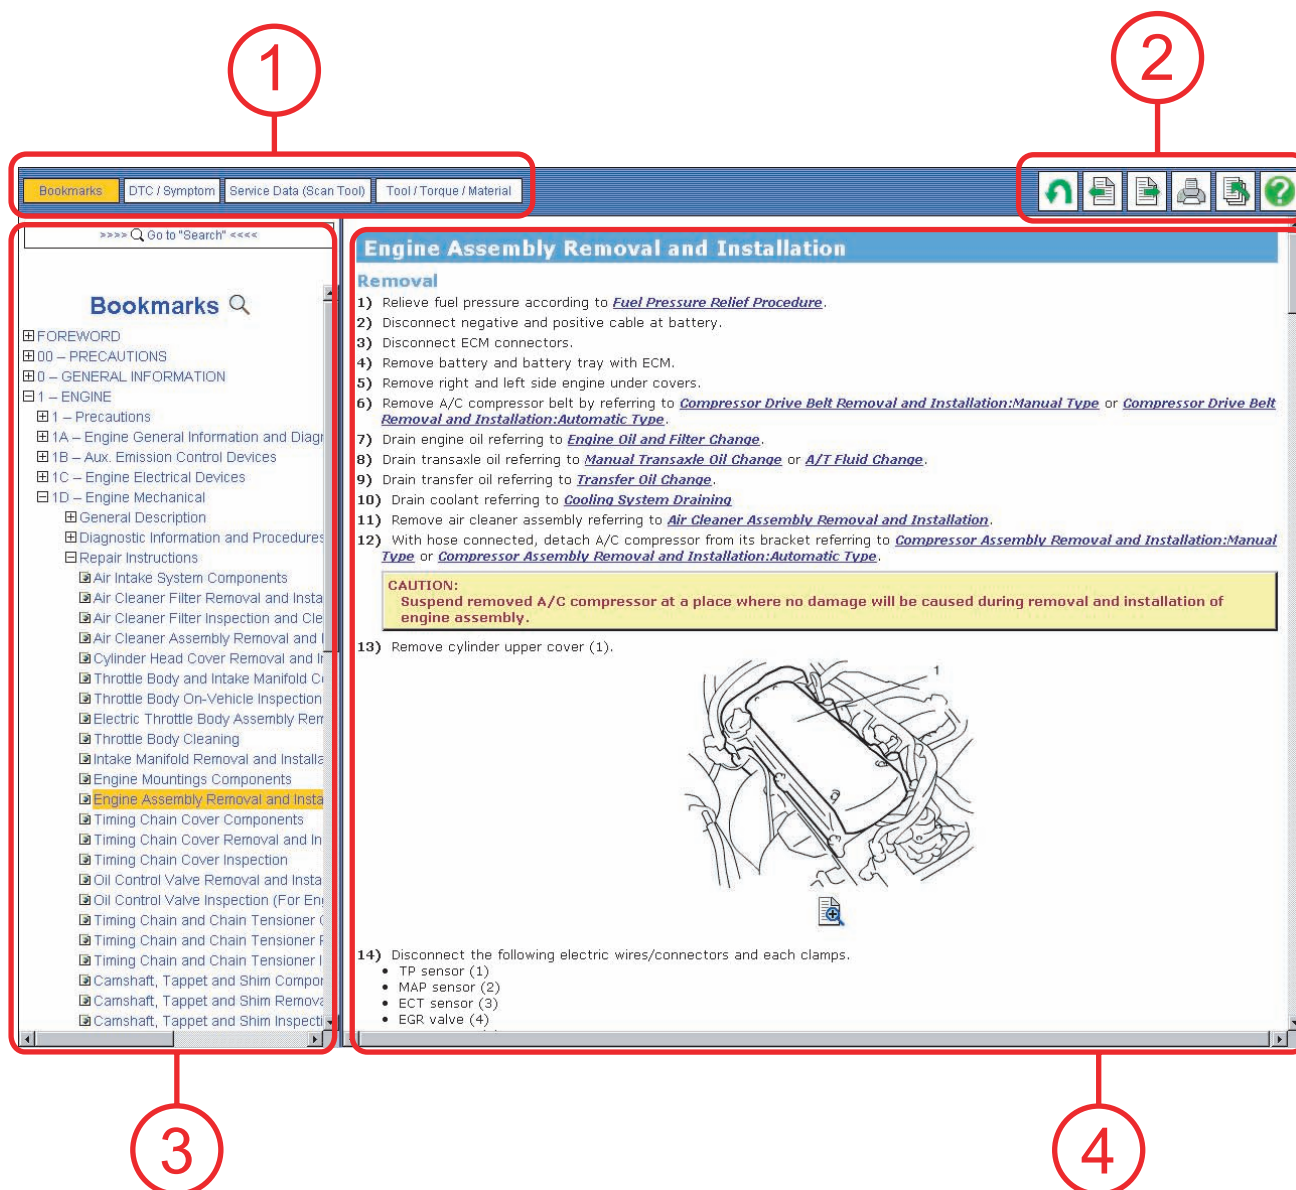 1
2
Bookmarks
DTC / Symptom
Service Data (Scan Tool)
Tool / Torque / Material
>>>> Go to "Search" <<<<
Bookmarks
FOREWORD
00 – PRECAUTIONS
0 – GENERAL INFORMATION
1 – ENGINE
1 – Precautions
1A – Engine General Information and Diagr
1B – Aux. Emission Control Devices
1C – Engine Electrical Devices
1D – Engine Mechanical
General Description
Diagnostic Information and Procedures
Repair Instructions
Air Intake System Components
Air Cleaner Filter Removal and Insta
Air Cleaner Filter Inspection and Cle
Air Cleaner Assembly Removal and I
Cylinder Head Cover Removal and In
Throttle Body and Intake Manifold Co
Throttle Body On-Vehicle Inspection
Electric Throttle Body Assembly Rem
Throttle Body Cleaning
Intake Manifold Removal and Installa
Engine Mountings Components
Engine Assembly Removal and Insta
Timing Chain Cover Components
Timing Chain Cover Removal and In
Timing Chain Cover Inspection
Oil Control Valve Removal and Insta
Oil Control Valve Inspection (For Eng
Timing Chain and Chain Tensioner C
Timing Chain and Chain Tensioner R
Timing Chain and Chain Tensioner I
Camshaft, Tappet and Shim Compor
Camshaft, Tappet and Shim Remova
Camshaft, Tappet and Shim Inspecti
Engine Assembly Removal and Installation
Removal
1) Relieve fuel pressure according to Fuel Pressure Relief Procedure.
2) Disconnect negative and positive cable at battery.
3) Disconnect ECM connectors.
4) Remove battery and battery tray with ECM.
5) Remove right and left side engine under covers.
6) Remove A/C compressor belt by referring to Compressor Drive Belt Removal and Installation:Manual Type or Compressor Drive Belt
Removal and Installation:Automatic Type.
7) Drain engine oil referring to Engine Oil and Filter Change.
8) Drain transaxle oil referring to Manual Transaxle Oil Change or A/T Fluid Change.
9) Drain transfer oil referring to Transfer Oil Change.
10) Drain coolant referring to Cooling System Draining
11) Remove air cleaner assembly referring to Air Cleaner Assembly Removal and Installation.
12) With hose connected, detach A/C compressor from its bracket referring to Compressor Assembly Removal and Installation:Manual
Type or Compressor Assembly Removal and Installation:Automatic Type.
CAUTION:
Suspend removed A/C compressor at a place where no damage will be caused during removal and installation of
engine assembly.
13) Remove cylinder upper cover (1).
1
14) Disconnect the following electric wires/connectors and each clamps.
• TP sensor (1)
• MAP sensor (2)
• ECT sensor (3)
• EGR valve (4)
3
4